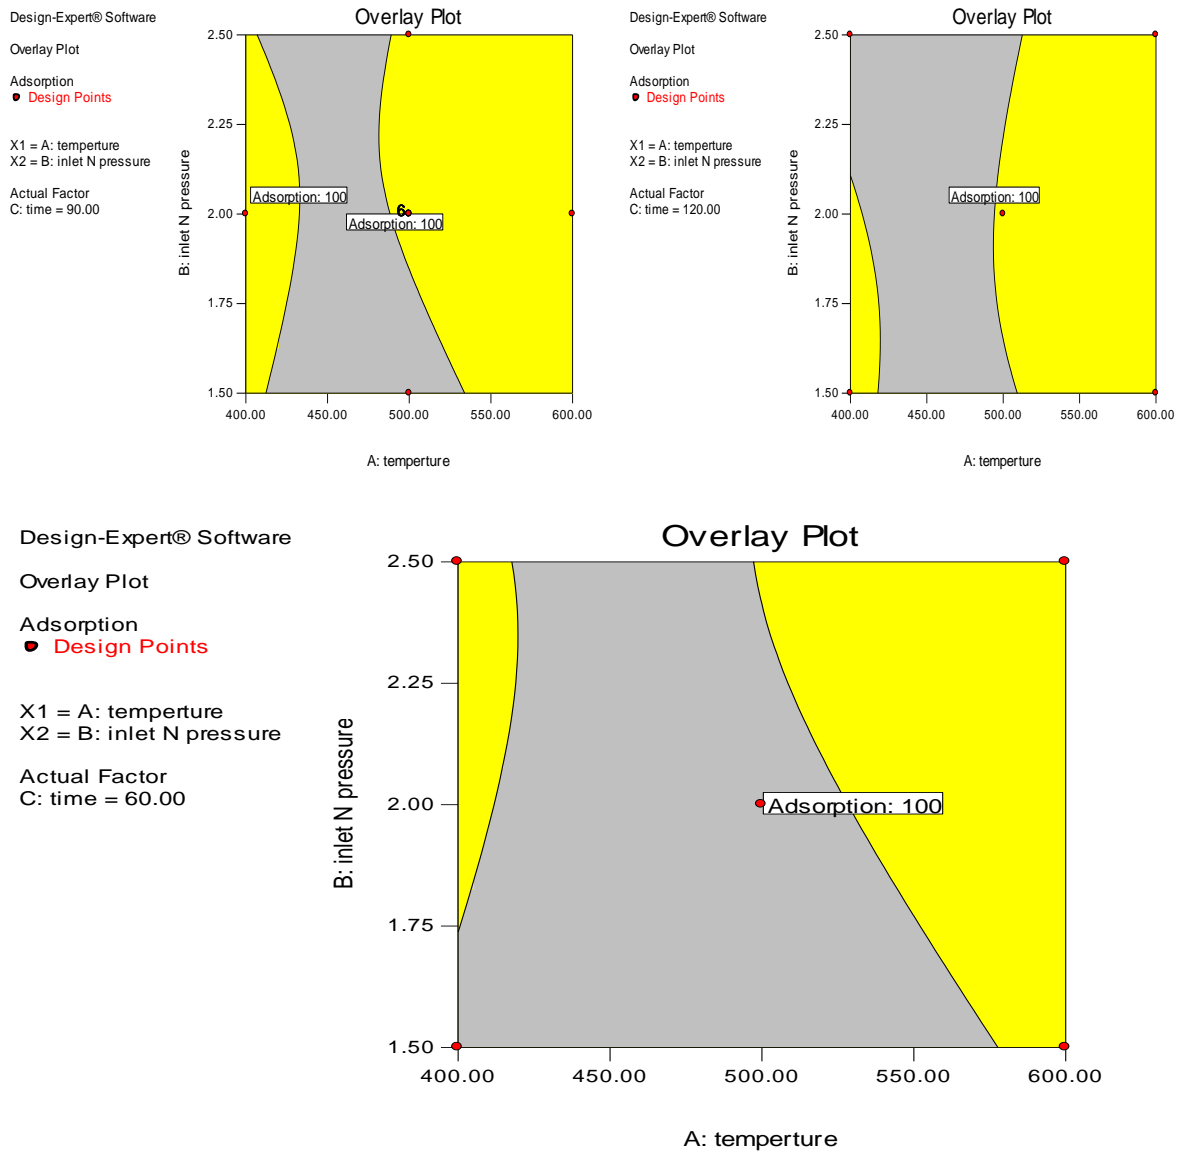 Design-Expert® Software
Overlay Plot
Adsorption
Design Points
X1 = A: temperture
X2 = B: inlet N pressure
Actual Factor
C: time = 90.00
Overlay Plot
2.50
2.25
2.00
1.75
1.50
B: inlet N pressure
Adsorption: 100
6
Adsorption: 100
400.00 450.00 500.00 550.00 600.00
A: temperture
Design-Expert® Software
Overlay Plot
Adsorption
Design Points
X1 = A: temperture
X2 = B: inlet N pressure
Actual Factor
C: time = 120.00
Overlay Plot
2.50
2.25
2.00
1.75
1.50
B: inlet N pressure
Adsorption: 100
400.00 450.00 500.00 550.00 600.00
A: temperture
Design-Expert® Software
Overlay Plot
Adsorption
Design Points
X1 = A: temperture
X2 = B: inlet N pressure
Actual Factor
C: time = 60.00
Overlay Plot
2.50
2.25
2.00
1.75
1.50
B: inlet N pressure
Adsorption: 100
400.00 450.00 500.00 550.00 600.00
A: temperture